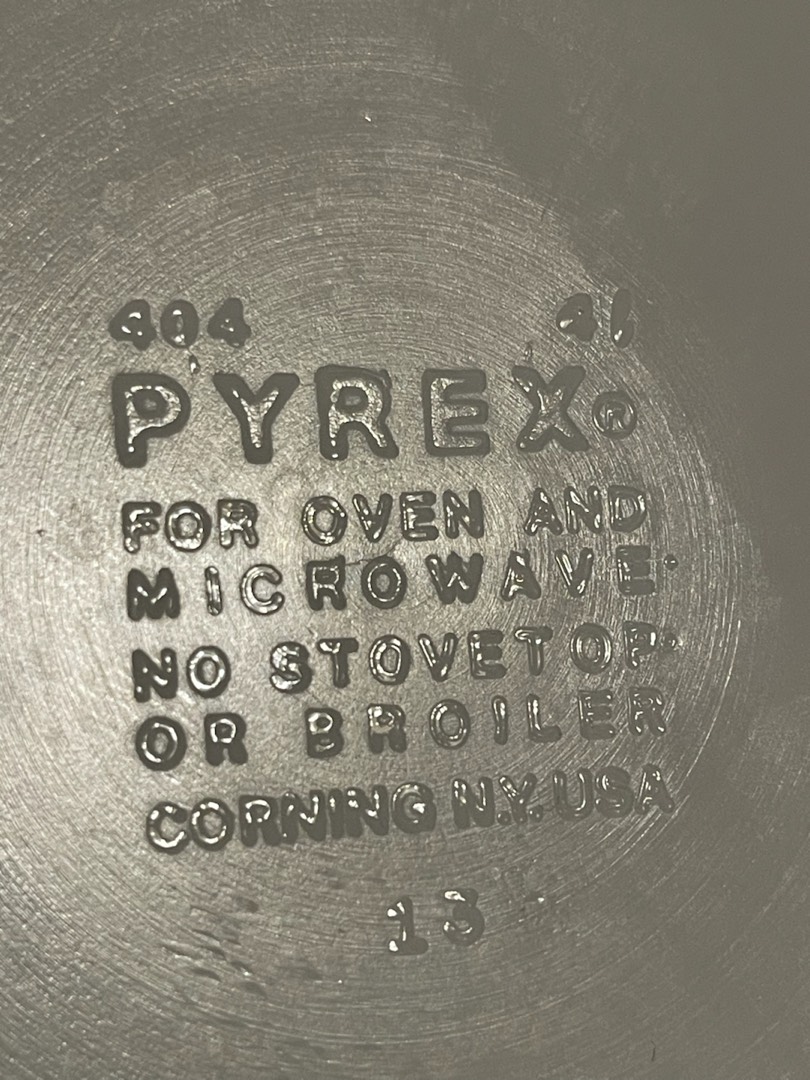 404 41
PYREX®
FOR OVEN AND
MICROWAVE·
NO STOVETOP·
OR BROILER
CORNING N.Y. USA
13